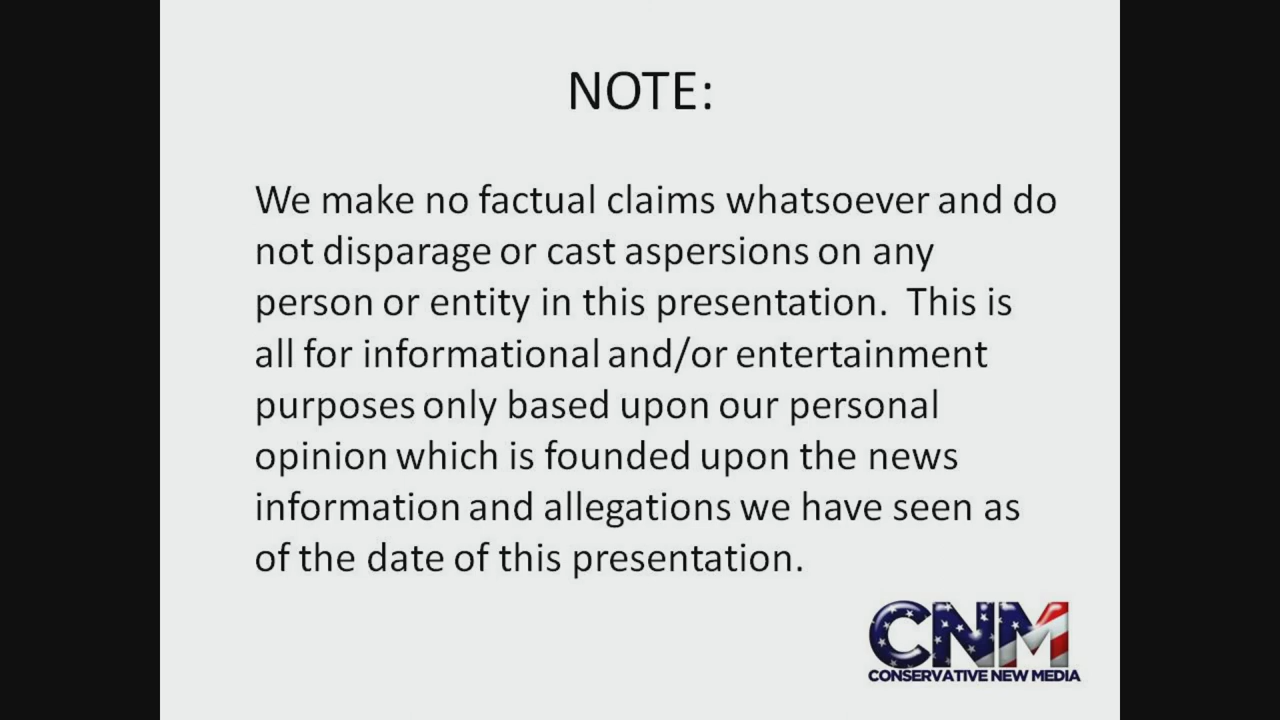 NOTE:
We make no factual claims whatsoever and do
not disparage or cast aspersions on any
person or entity in this presentation.  This is
all for informational and/or entertainment
purposes only based upon our personal
opinion which is founded upon the news
information and allegations we have seen as
of the date of this presentation.
CNM
CONSERVATIVE NEW MEDIA